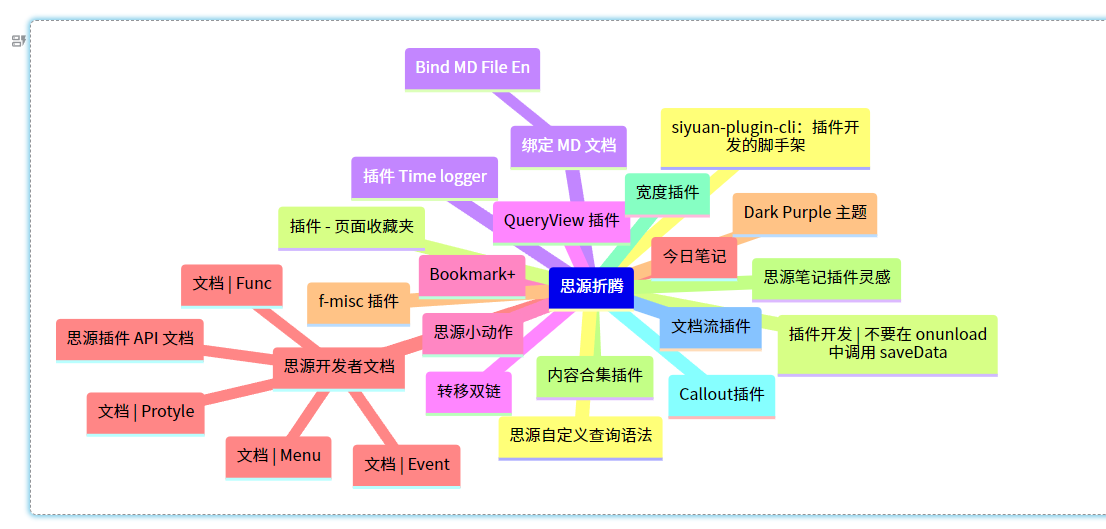 Bind MD File En
siyuan-plugin-cli：插件开
发的脚手架
绑定 MD 文档
插件 Time logger
宽度插件
Dark Purple 主题
QueryView 插件
插件 - 页面收藏夹
今日笔记
Bookmark+
思源笔记插件灵感
文档 | Func
思源折腾
f-misc 插件
文档流插件
思源插件 API 文档
思源小动作
插件开发 | 不要在 onunload
中调用 saveData
思源开发者文档
内容合集插件
转移双链
Callout插件
文档 | Protyle
思源自定义查询语法
文档 | Menu
文档 | Event